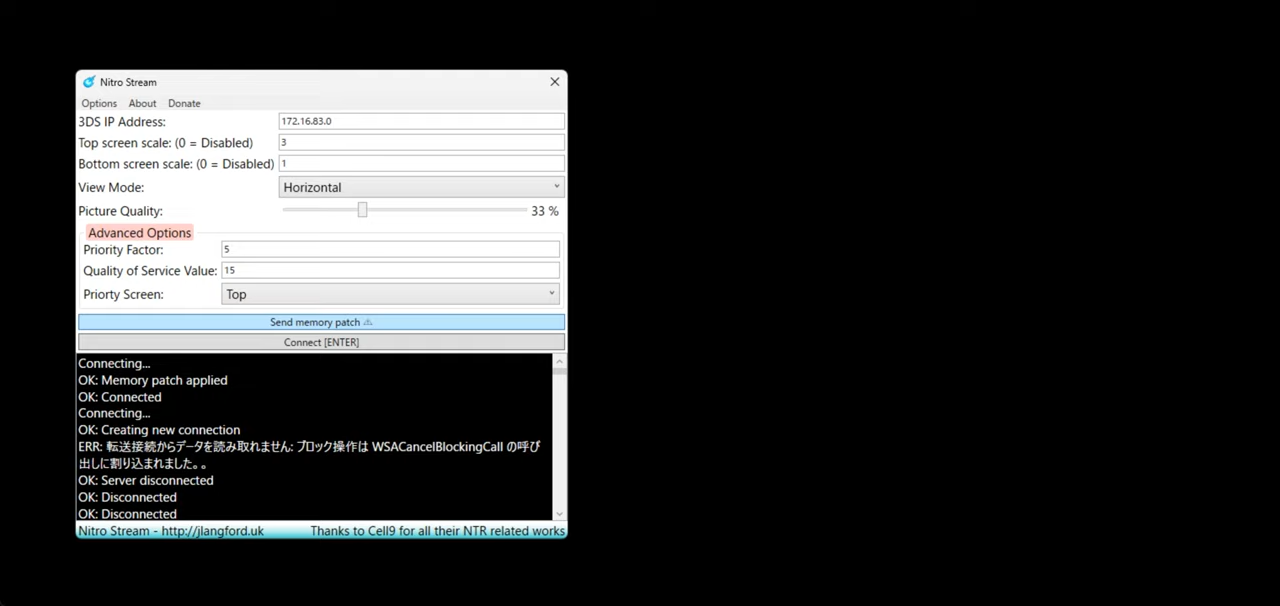 Nitro Stream
Options About Donate
3DS IP Address: 172.16.83.0
Top screen scale: (0 = Disabled) 3
Bottom screen scale: (0 = Disabled) 1
View Mode: Horizontal
Picture Quality: 33 %
Advanced Options
Priority Factor: 5
Quality of Service Value: 15
Priorty Screen: Top
Send memory patch ⚠
Connect [ENTER]
Connecting...
OK: Memory patch applied
OK: Connected
Connecting...
OK: Creating new connection
ERR: 転送接続からデータを読み取れません: ブロック操作は WSACancelBlockingCall の呼び
出しに割り込まれました。。
OK: Server disconnected
OK: Disconnected
OK: Disconnected
Nitro Stream - http://jlangford.uk Thanks to Cell9 for all their NTR related works